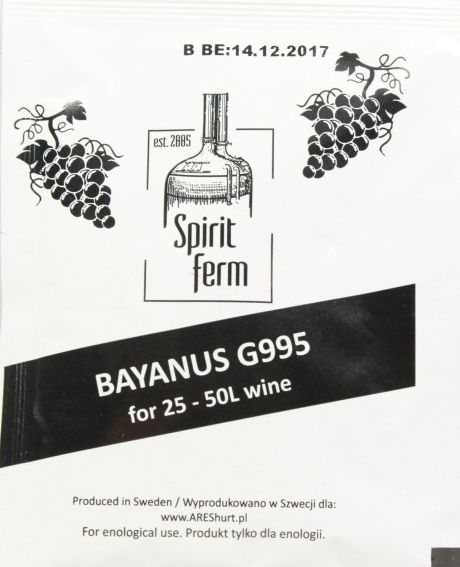 B BE:14.12.2017
est. 2005
Spirit
ferm
BAYANUS G995
for 25 - 50L wine
Produced in Sweden / Wyprodukowano w Szwecji dla:
www.AREShurt.pl
For enological use. Produkt tylko dla enologii.